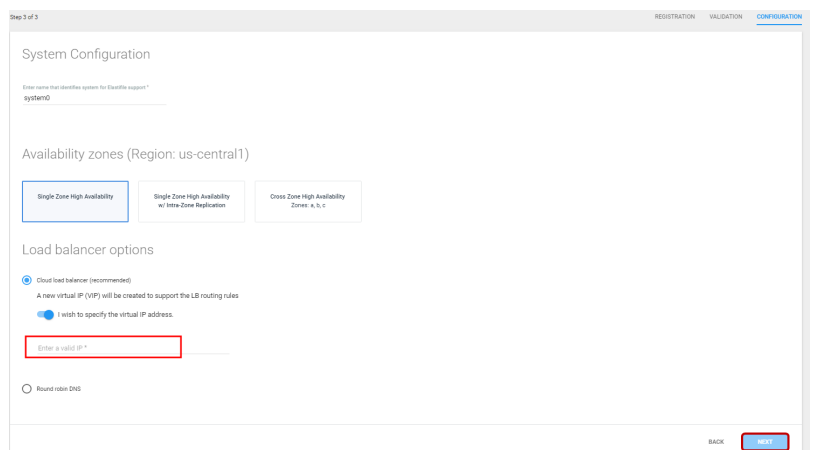 Step 3 of 3
REGISTRATION VALIDATION CONFIGURATION
System Configuration
Enter name that identifies system for Elastifile support *
system0
Availability zones (Region: us-central1)
Single Zone High Availability
Single Zone High Availability
w/ Intra-Zone Replication
Cross Zone High Availability
Zones: a, b, c
Load balancer options
Cloud load balancer (recommended)
A new virtual IP (VIP) will be created to support the LB routing rules
I wish to specify the virtual IP address.
Enter a valid IP *
Round robin DNS
BACK NEXT